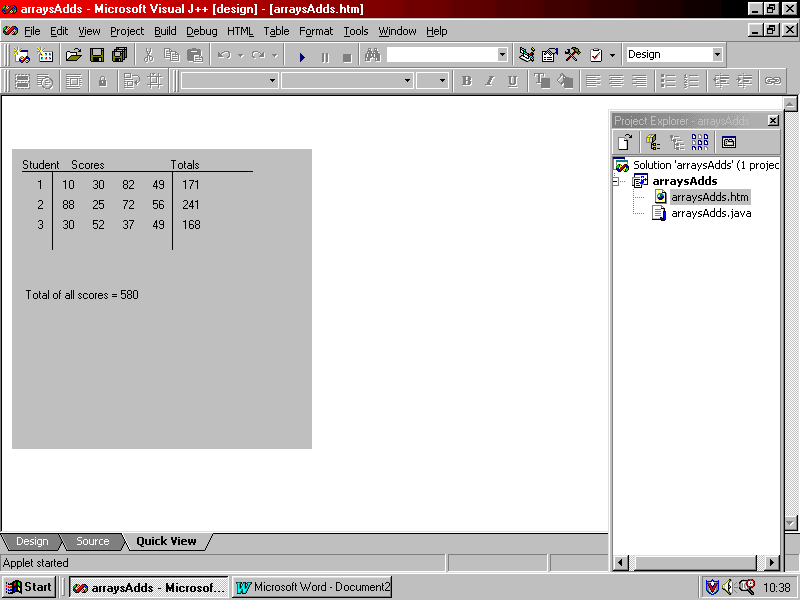 arraysAdds - Microsoft Visual J++ [design] - [arraysAdds.htm]
File Edit View Project Build Debug HTML Table Format Tools Window Help
Design
Project Explorer - arraysAdds
Solution 'arraysAdds' (1 projec
arraysAdds
arraysAdds.htm
arraysAdds.java
Student Scores Totals
1 10 30 82 49 171
2 88 25 72 56 241
3 30 52 37 49 168
Total of all scores = 580
Design Source Quick View
Applet started
Start arraysAdds - Microsof... Microsoft Word - Document2 10:38